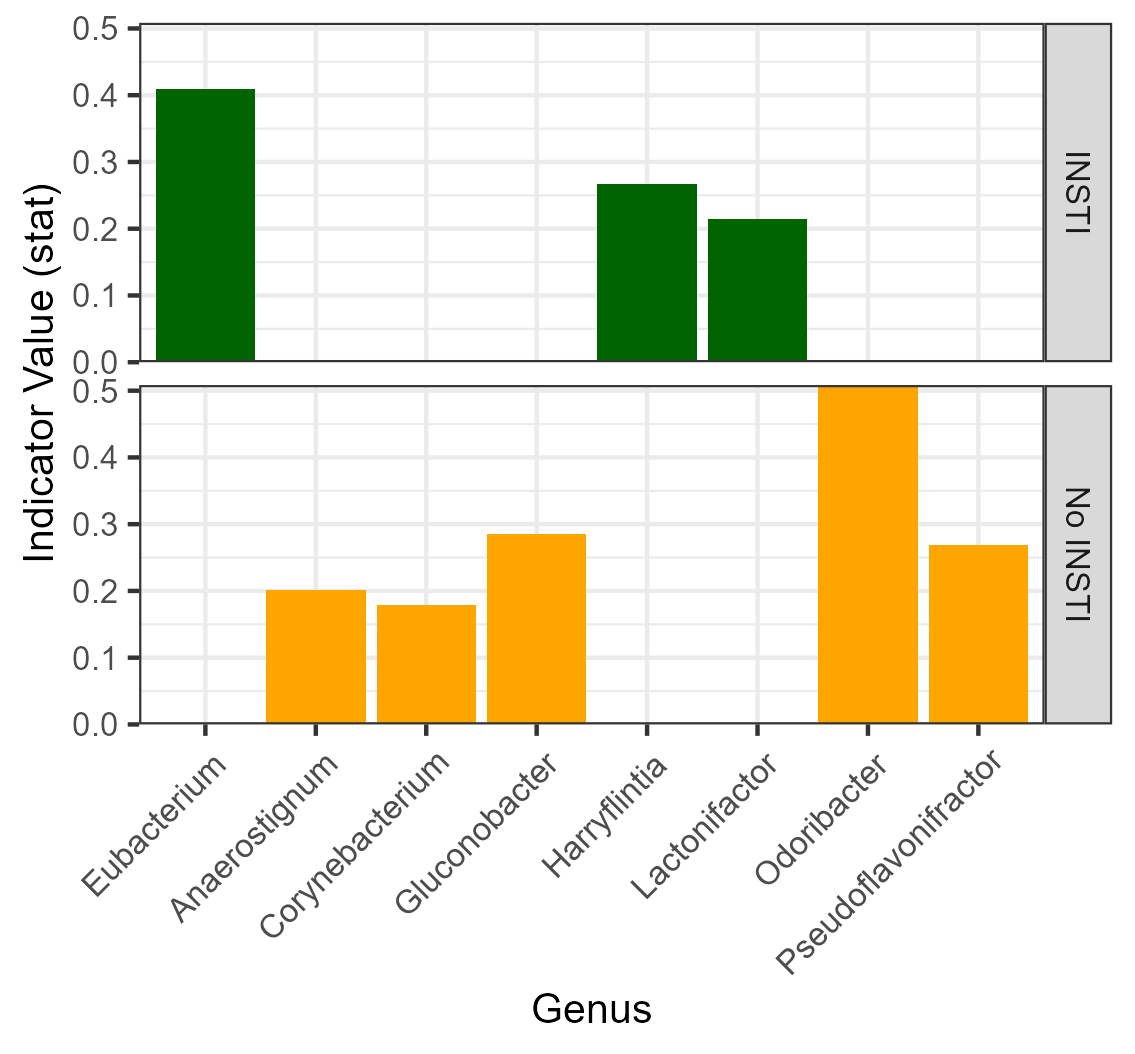 Indicator Value (stat)
0.5
0.4
0.3
0.2
0.1
0.0
INSTI
0.5
0.4
0.3
0.2
0.1
0.0
No INSTI
Eubacterium
Anaerostignum
Corynebacterium
Gluconobacter
Harryflintia
Lactonifactor
Odoribacter
Pseudoflavonifractor
Genus